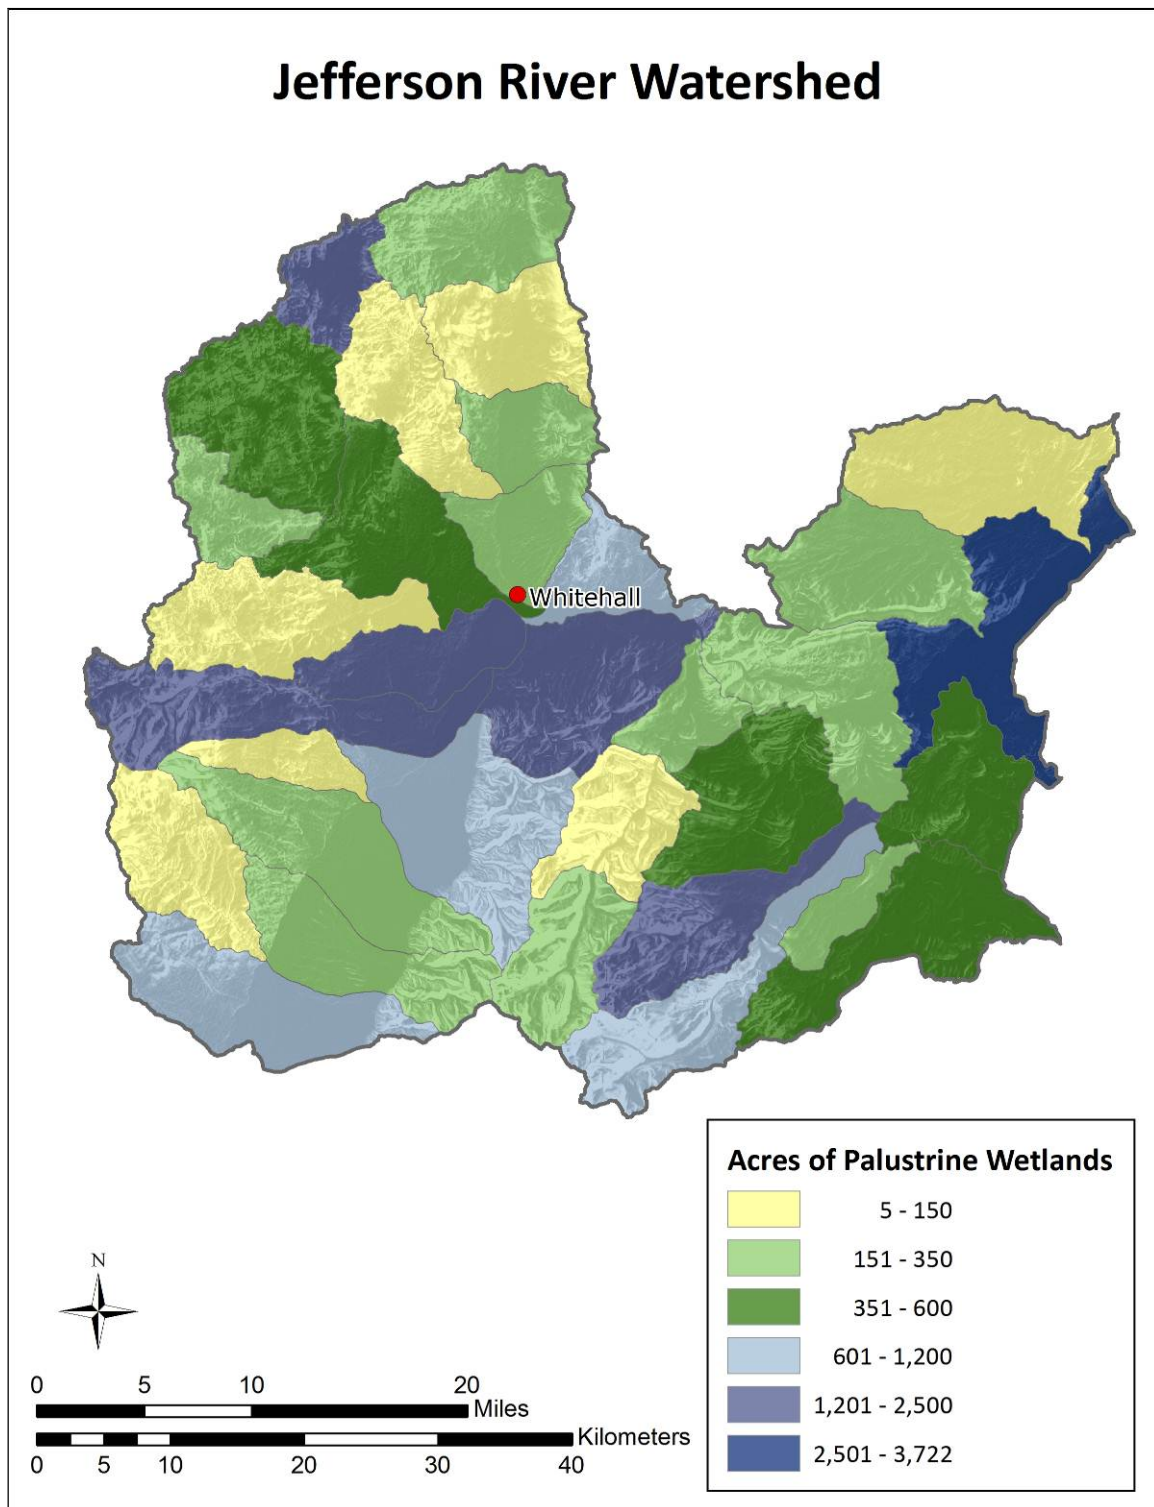 Jefferson River Watershed
Whitehall
Acres of Palustrine Wetlands
5 - 150
151 - 350
351 - 600
601 - 1,200
1,201 - 2,500
2,501 - 3,722
N
0 5 10 20
Miles
Kilometers
0 5 10 20 30 40